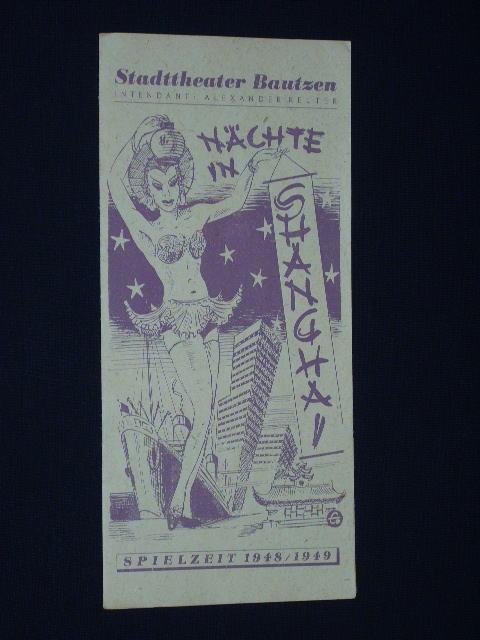 Stadttheater Bautzen
INTENDANT: ALEXANDER REUTER
NÄCHTE
IN
SHANGHAI
SPIELZEIT 1948/1949